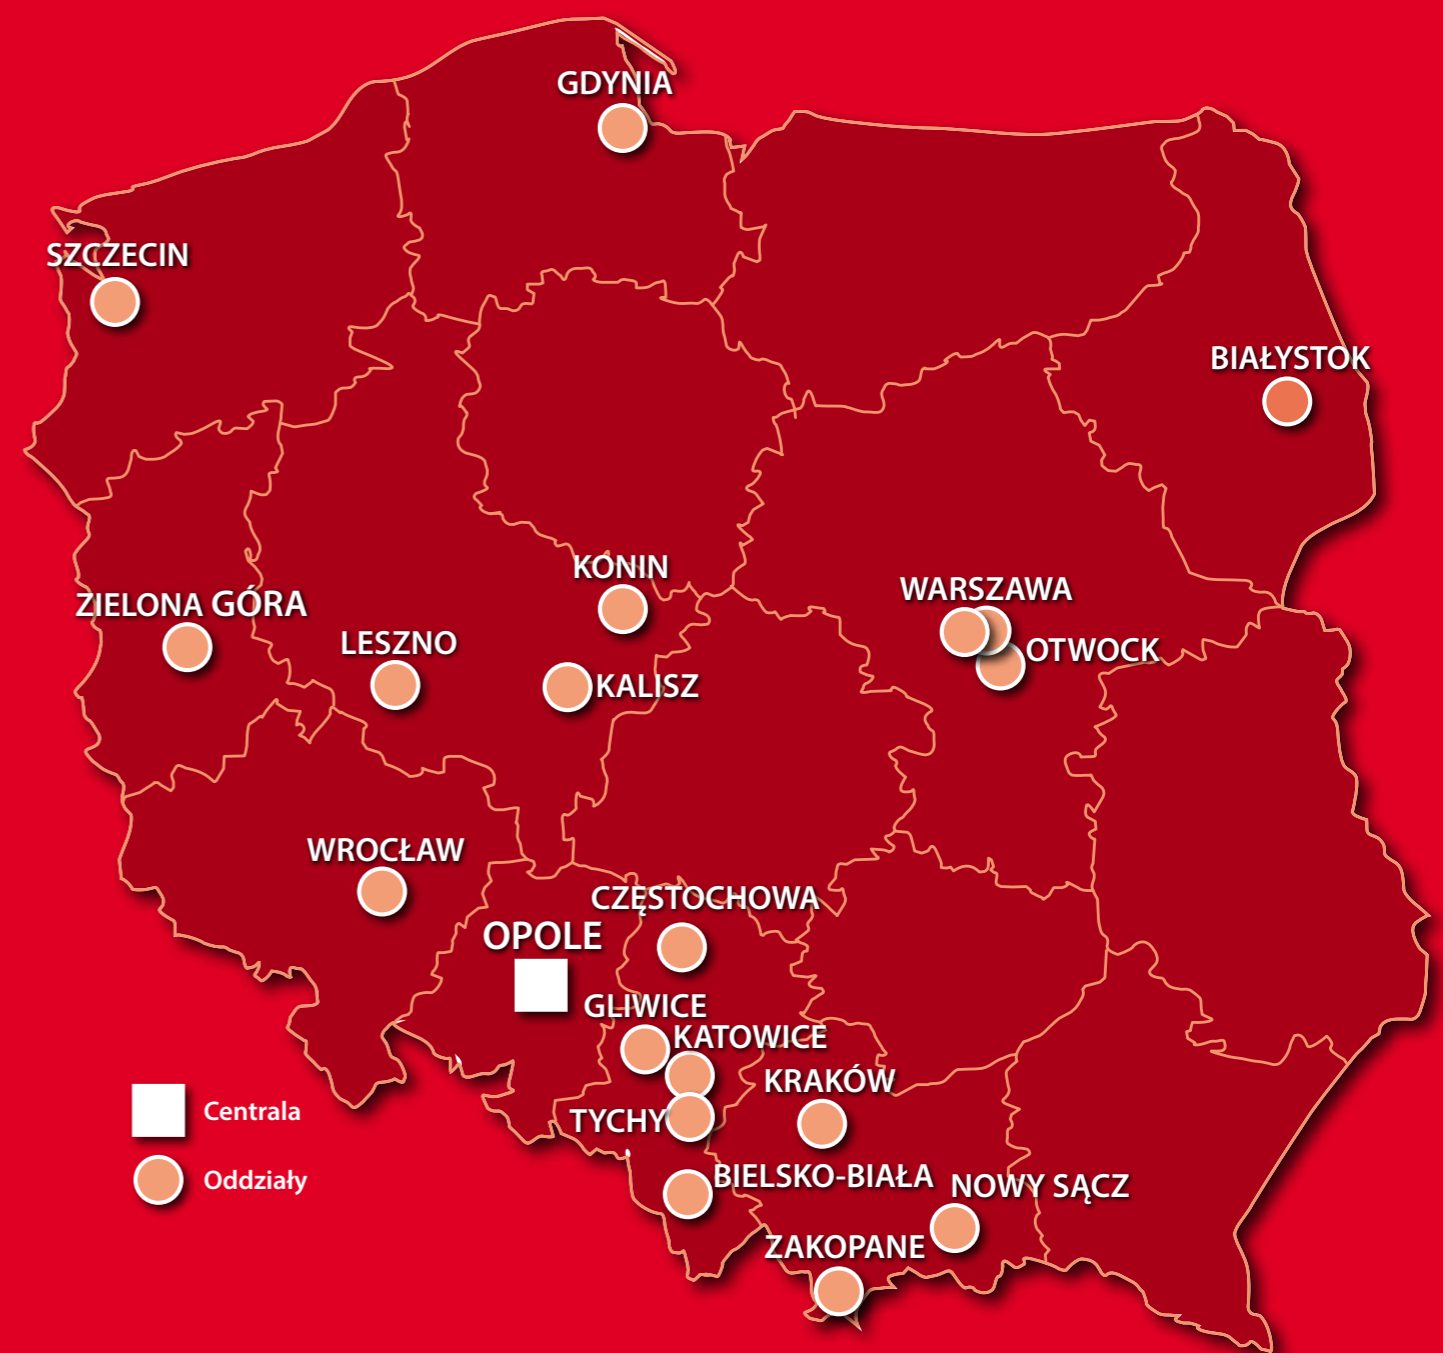 GDYNIA
SZCZECIN
BIAŁYSTOK
KONIN
WARSZAWA
ZIELONA GÓRA
LESZNO
OTWOCK
KALISZ
WROCŁAW
CZĘSTOCHOWA
OPOLE
GLIWICE
KATOWICE
KRAKÓW
TYCHY
BIELSKO-BIAŁA
NOWY SĄCZ
ZAKOPANE
Centrala
Oddziały